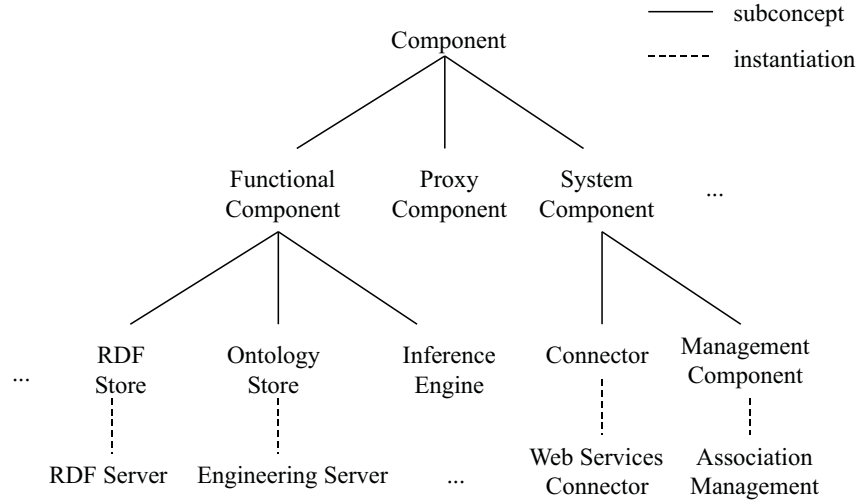 subconcept
instantiation
Component
Functional
Component
Proxy
Component
System
Component
...
...
RDF
Store
Ontology
Store
Inference
Engine
Connector
Management
Component
RDF Server
Engineering Server
...
Web Services
Connector
Association
Management